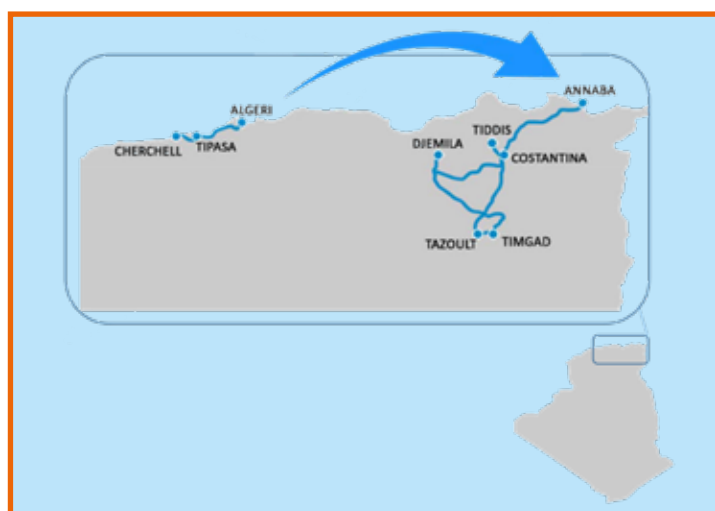 ANNABA
ALGERI
TIDDIS
DJEMILA
CHERCHELL
TIPASA
COSTANTINA
TAZOULT
TIMGAD